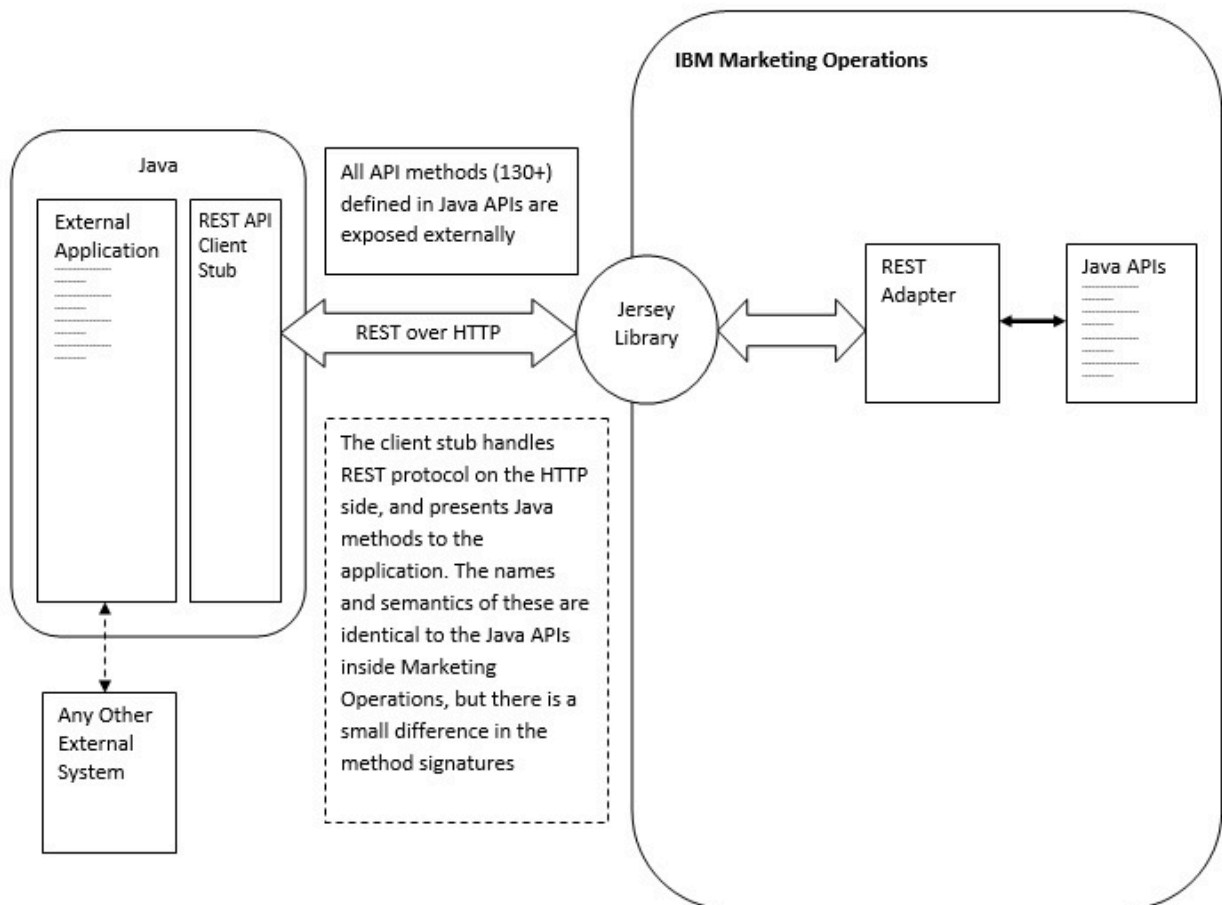 IBM Marketing Operations
Java
External
Application
REST API
Client
Stub
All API methods (130+)
defined in Java APIs are
exposed externally
REST over HTTP
Jersey
Library
REST
Adapter
Java APIs
The client stub handles
REST protocol on the HTTP
side, and presents Java
methods to the
application. The names
and semantics of these are
identical to the Java APIs
inside Marketing
Operations, but there is a
small difference in the
method signatures
Any Other
External
System